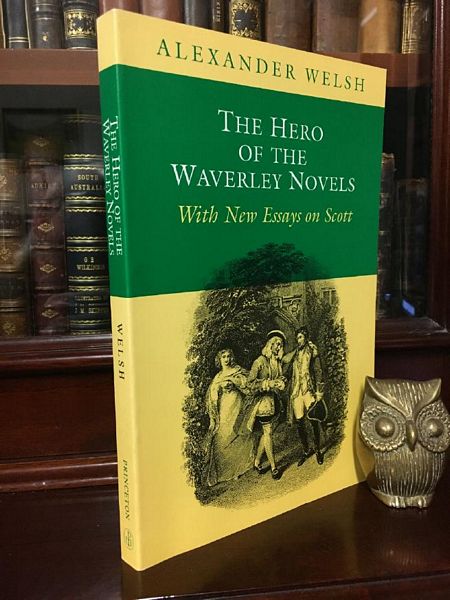 ALEXANDER WELSH
THE HERO
OF THE
WAVERLEY NOVELS
With New Essays on Scott
THE HERO OF THE
WAVERLEY NOVELS
WELSH
PRINCETON
SOUTH
AUSTRALIA
G B
WILKINSON
ILLUSTRATED